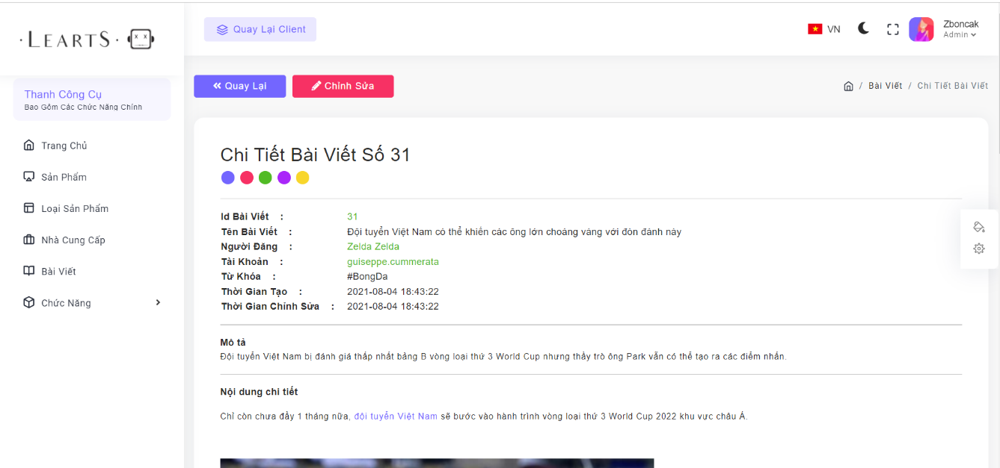 ·LEARTS·
Quay Lại Client
VN
Zboncak
Admin
Thanh Công Cụ
Bao Gồm Các Chức Năng Chính
Trang Chủ
Sản Phẩm
Loại Sản Phẩm
Nhà Cung Cấp
Bài Viết
Chức Năng
Quay Lại
Chỉnh Sửa
/ Bài Viết / Chi Tiết Bài Viết
Chi Tiết Bài Viết Số 31
Id Bài Viết : 31
Tên Bài Viết : Đội tuyển Việt Nam có thể khiến các ông lớn choáng váng với đòn đánh này
Người Đăng : Zelda Zelda
Tài Khoản : guiseppe.cummerata
Từ Khóa : #BongDa
Thời Gian Tạo : 2021-08-04 18:43:22
Thời Gian Chỉnh Sửa : 2021-08-04 18:43:22
Mô tả
Đội tuyển Việt Nam bị đánh giá thấp nhất bảng B vòng loại thứ 3 World Cup nhưng thầy trò ông Park vẫn có thể tạo ra các điểm nhấn.
Nội dung chi tiết
Chỉ còn chưa đầy 1 tháng nữa, đội tuyển Việt Nam sẽ bước vào hành trình vòng loại thứ 3 World Cup 2022 khu vực châu Á.